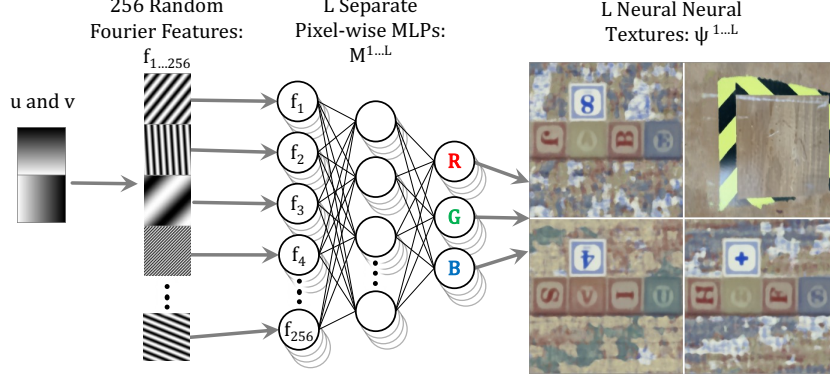 256 Random
Fourier Features:
f1...256
L Separate
Pixel-wise MLPs:
M1...L
L Neural Neural
Textures: ψ 1...L
u and v
f1
f2
f3
f4
f256
R
G
B
8
B
4
S V I U
+
H F 8